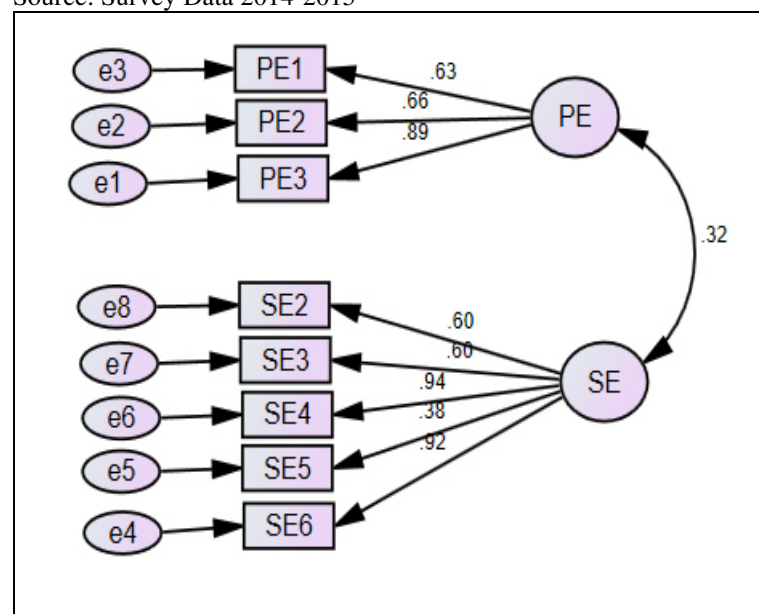 Source: Survey Data 2014-2015
e3 PE1 .63
e2 PE2 .66 PE
e1 PE3 .89
.32
e8 SE2 .60
e7 SE3 .60
e6 SE4 .94 SE
e5 SE5 .38
e4 SE6 .92